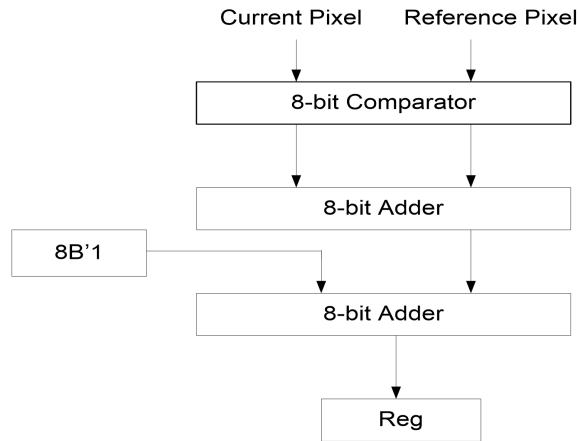 Current Pixel Reference Pixel
8-bit Comparator
8-bit Adder
8B’1
8-bit Adder
Reg